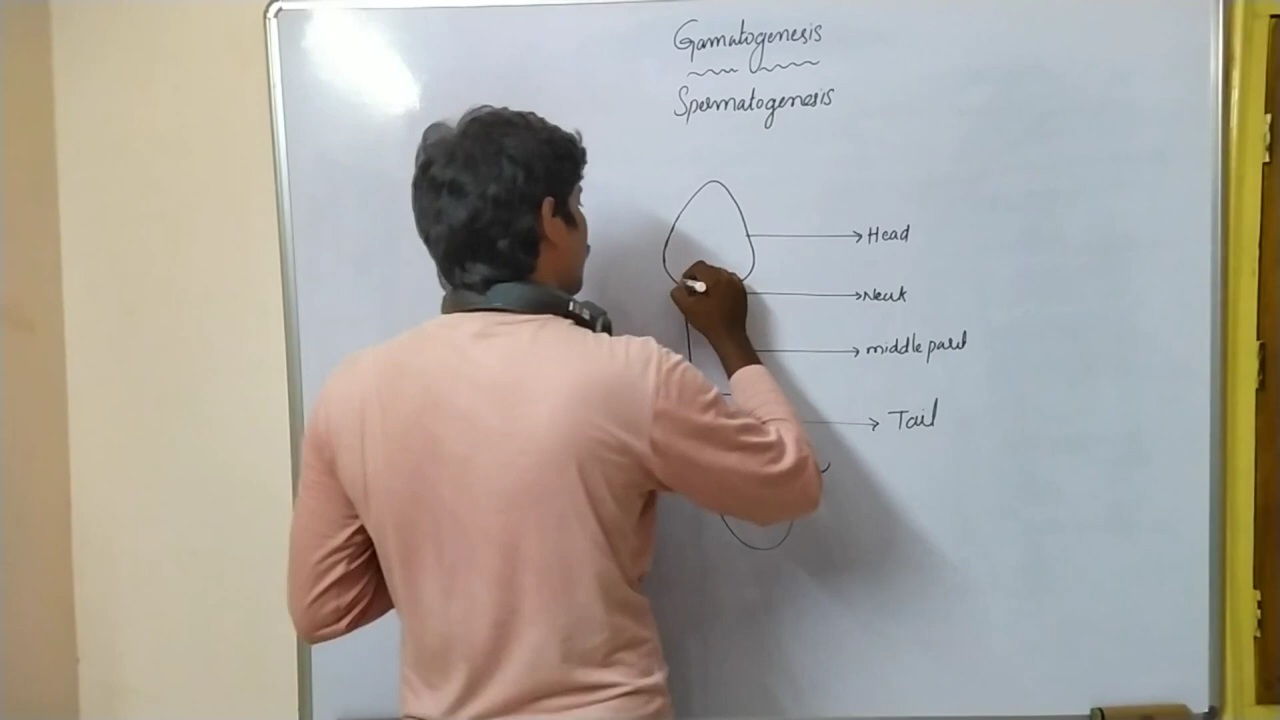 Gamatogenesis
Spermatogenesis
Head
Neck
middle part
Tail